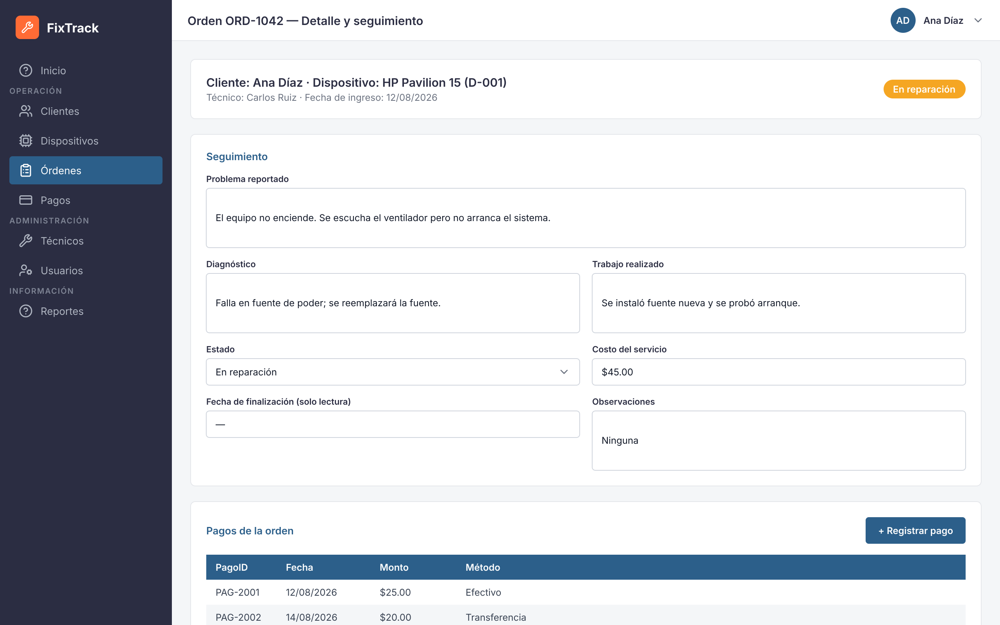 FixTrack
Inicio
OPERACIÓN
Clientes
Dispositivos
Órdenes
Pagos
ADMINISTRACIÓN
Técnicos
Usuarios
INFORMACIÓN
Reportes
Orden ORD-1042 — Detalle y seguimiento
AD
Ana Díaz
Cliente: Ana Díaz · Dispositivo: HP Pavilion 15 (D-001)
Técnico: Carlos Ruiz · Fecha de ingreso: 12/08/2026
En reparación
Seguimiento
Problema reportado
El equipo no enciende. Se escucha el ventilador pero no arranca el sistema.
Diagnóstico
Falla en fuente de poder; se reemplazará la fuente.
Trabajo realizado
Se instaló fuente nueva y se probó arranque.
Estado
En reparación
Costo del servicio
$45.00
Fecha de finalización (solo lectura)
—
Observaciones
Ninguna
Pagos de la orden
+ Registrar pago
PagoID Fecha Monto Método
PAG-2001 12/08/2026 $25.00 Efectivo
PAG-2002 14/08/2026 $20.00 Transferencia